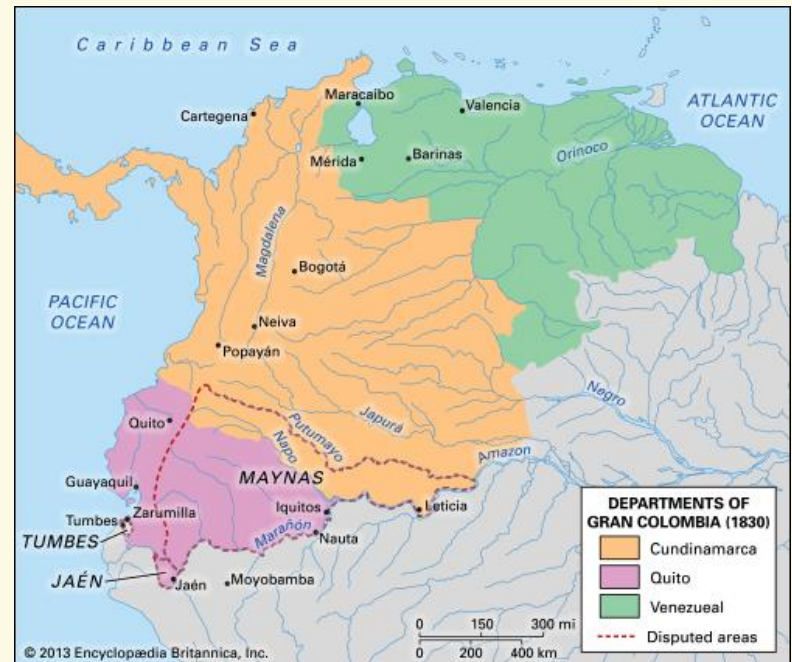 Caribbean Sea
ATLANTIC
OCEAN
Maracaibo
Valencia
Cartegena
Mérida
Barinas
Orinoco
Magdalena
Bogotá
PACIFIC
OCEAN
Neiva
Popayán
Negro
Japurá
Putumayo
Napo
Quito
Amazon
MAYNAS
Guayaquil
Iquitos
Leticia
Tumbes
Zarumilla
Marañón
TUMBES
Nauta
JAÉN
Jaén
Moyobamba
DEPARTMENTS OF
GRAN COLOMBIA (1830)
Cundinamarca
Quito
Venezueal
Disputed areas
0 150 300 mi
0 200 400 km
© 2013 Encyclopædia Britannica, Inc.